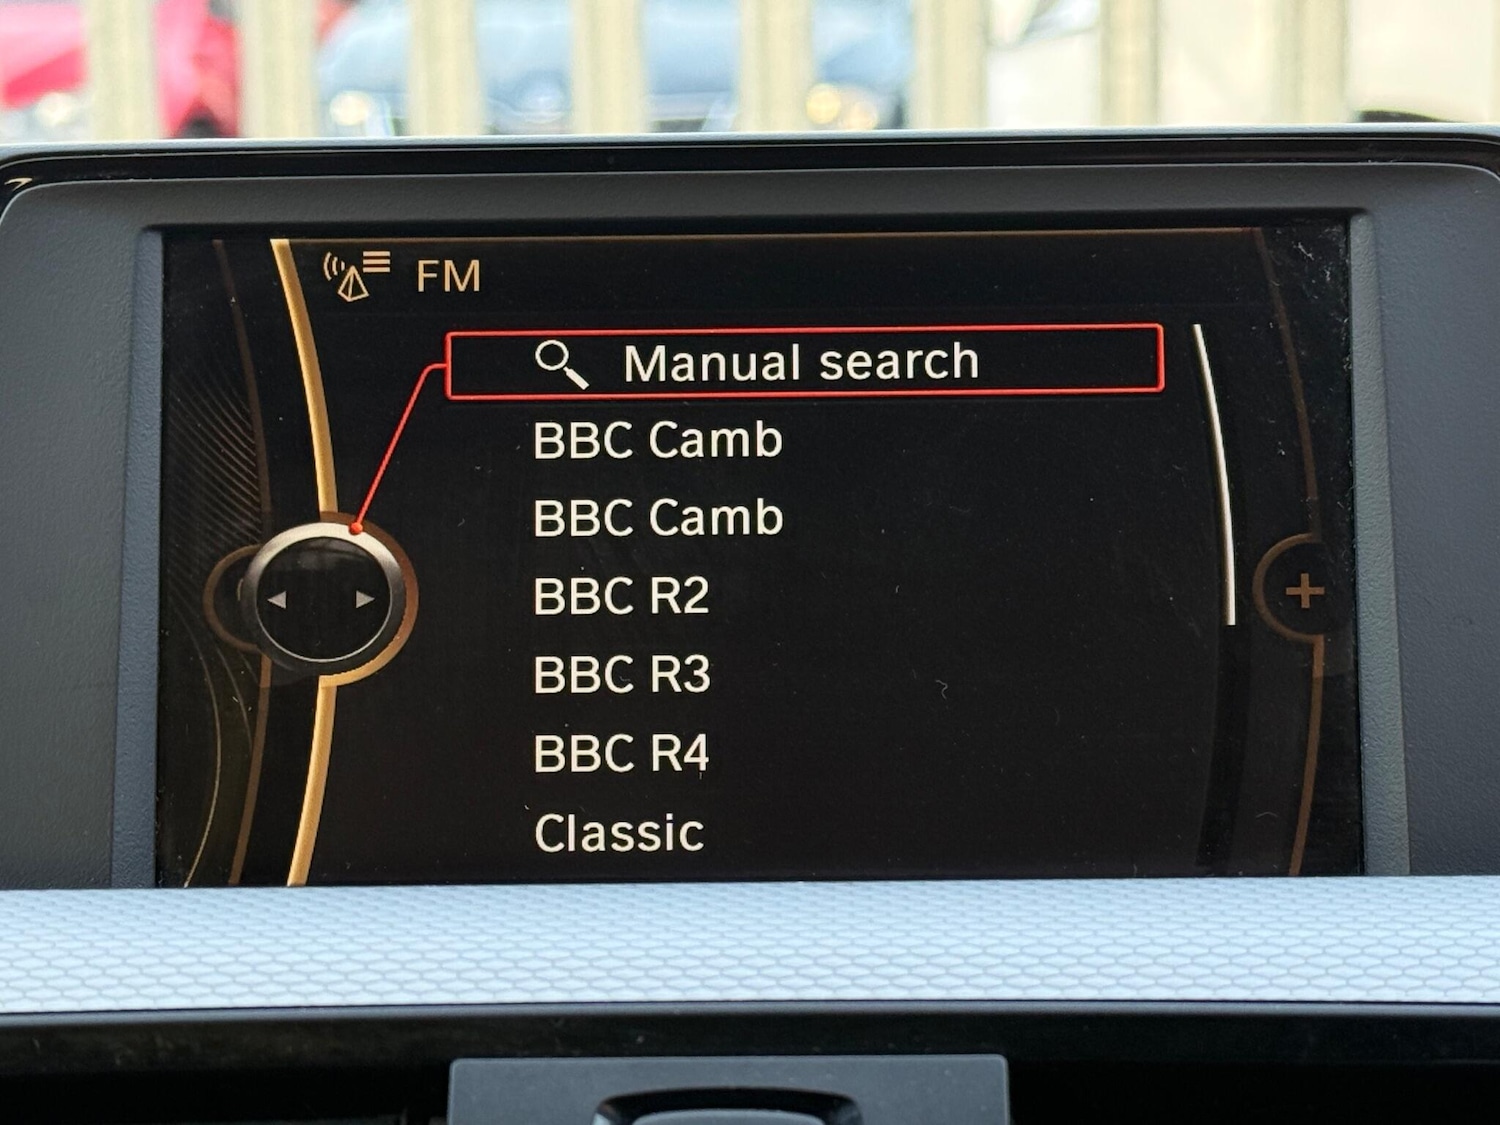 FM
Manual search
BBC Camb
BBC Camb
BBC R2
BBC R3
BBC R4
Classic